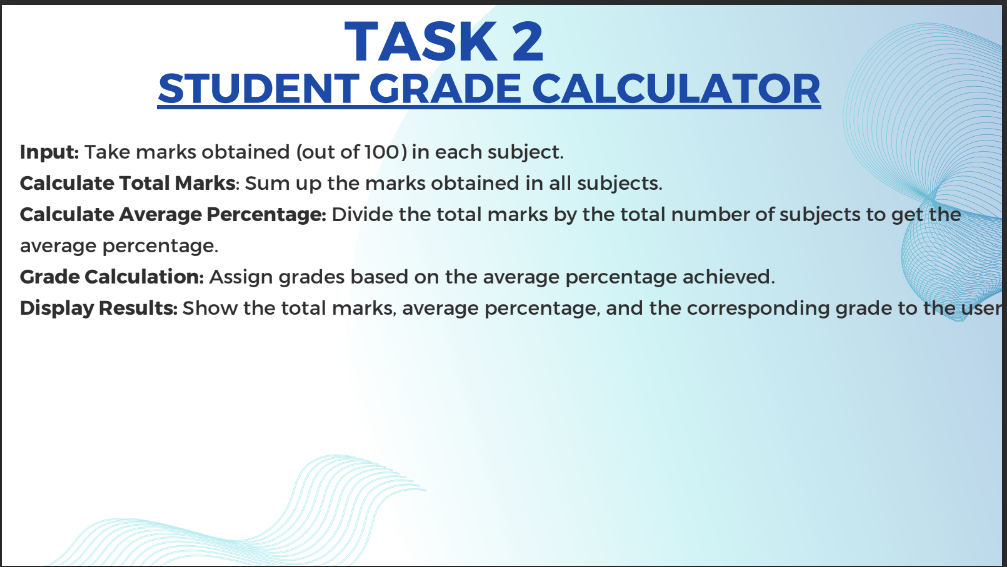 TASK 2
STUDENT GRADE CALCULATOR
Input: Take marks obtained (out of 100) in each subject.
Calculate Total Marks: Sum up the marks obtained in all subjects.
Calculate Average Percentage: Divide the total marks by the total number of subjects to get the
average percentage.
Grade Calculation: Assign grades based on the average percentage achieved.
Display Results: Show the total marks, average percentage, and the corresponding grade to the user